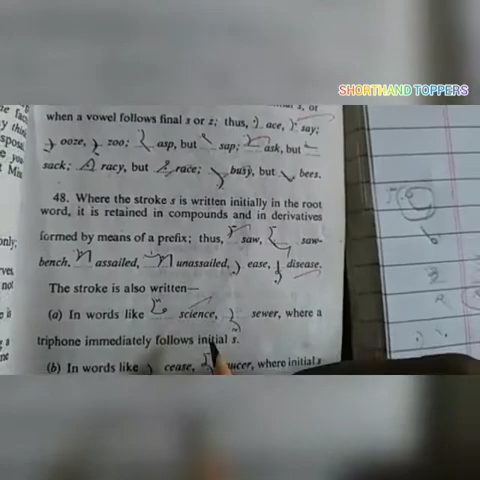 SHORTHAND TOPPERS
s, or
when a vowel follows final s or z; thus, ace, say;
ooze, zoo; asp, but sap; ask, but
sack; racy, but race; busy, but bees.
48. Where the stroke s is written initially in the root
word, it is retained in compounds and in derivatives
formed by means of a prefix; thus, saw, saw-
bench, assailed, unassailed, ease, disease.
The stroke is also written—
(a) In words like science, sewer, where a
triphone immediately follows initial s.
(b) In words like cease, where initial s
only;
not